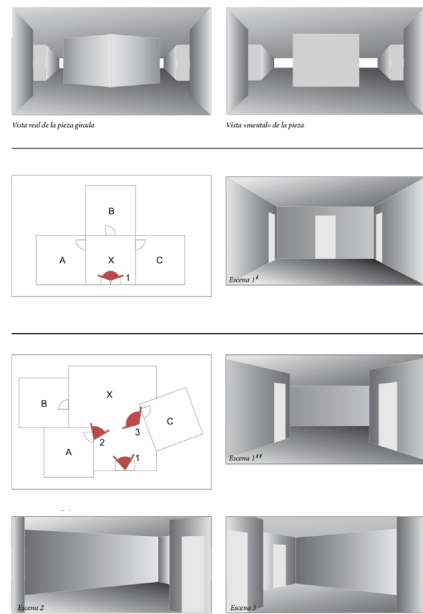 Vista real de la pieza girada
Vista «mental» de la pieza
B
A
X
C
1
Escena 1'
X
B
C
2
3
A
1
Escena 1''
Escena 2
Escena 3